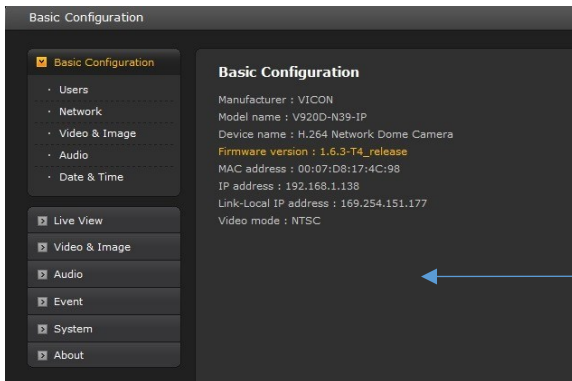 Basic Configuration
Basic Configuration
Users
Network
Video & Image
Audio
Date & Time
Live View
Video & Image
Audio
Event
System
About
Basic Configuration
Manufacturer : VICON
Model name : V920D-N39-IP
Device name : H.264 Network Dome Camera
Firmware version : 1.6.3-T4_release
MAC address : 00:07:D8:17:4C:98
IP address : 192.168.1.138
Link-Local IP address : 169.254.151.177
Video mode : NTSC